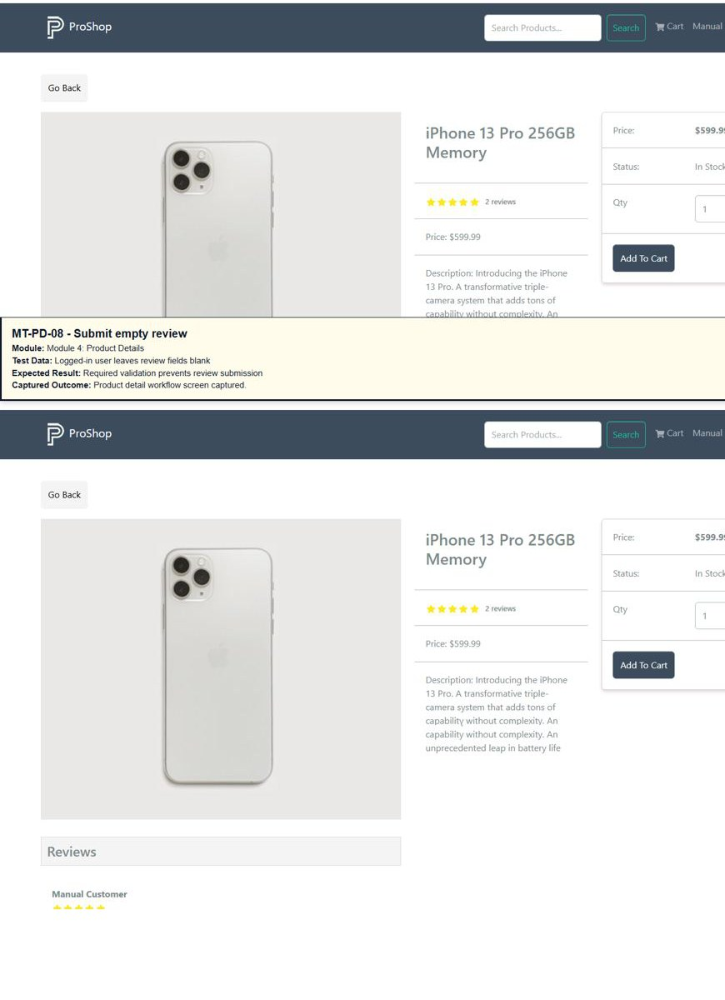 ProShop
Search Products...
Search
Cart
Manual
Go Back
iPhone 13 Pro 256GB
Memory
2 reviews
Price: $599.99
Description: Introducing the iPhone
13 Pro. A transformative triple-
camera system that adds tons of
capability without complexity. An
Price:
$599.99
Status:
In Stock
Qty
1
Add To Cart
MT-PD-08 - Submit empty review
Module: Module 4: Product Details
Test Data: Logged-in user leaves review fields blank
Expected Result: Required validation prevents review submission
Captured Outcome: Product detail workflow screen captured.
ProShop
Search Products...
Search
Cart
Manual
Go Back
iPhone 13 Pro 256GB
Memory
2 reviews
Price: $599.99
Description: Introducing the iPhone
13 Pro. A transformative triple-
camera system that adds tons of
capability without complexity. An
capability without complexity. An
unprecedented leap in battery life
Price:
$599.99
Status:
In Stock
Qty
1
Add To Cart
Reviews
Manual Customer